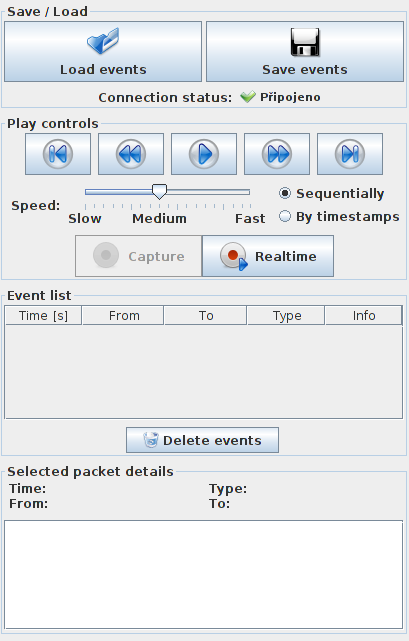 Save / Load
Load events
Save events
Connection status: Připojeno
Play controls
Speed:
Slow Medium Fast
Sequentially
By timestamps
Capture
Realtime
Event list
Time [s] From To Type Info
Delete events
Selected packet details
Time: Type:
From: To: